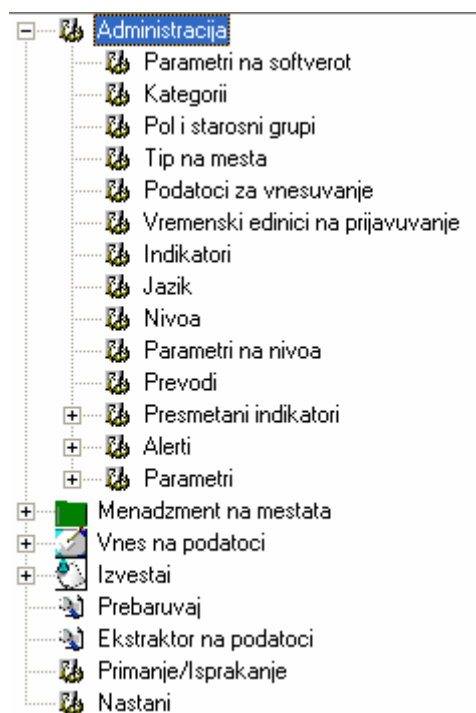 Administracija
Parametri na softverot
Kategorii
Pol i starosni grupi
Tip na mesta
Podatoci za vnesuvanje
Vremenski edinici na prijavuvanje
Indikatori
Jazik
Nivoa
Parametri na nivoa
Prevodi
Presmetani indikatori
Alerti
Parametri
Menadzment na mestata
Vnes na podatoci
Izvestai
Prebaruvaj
Ekstraktor na podatoci
Primanje/Isprakanje
Nastani